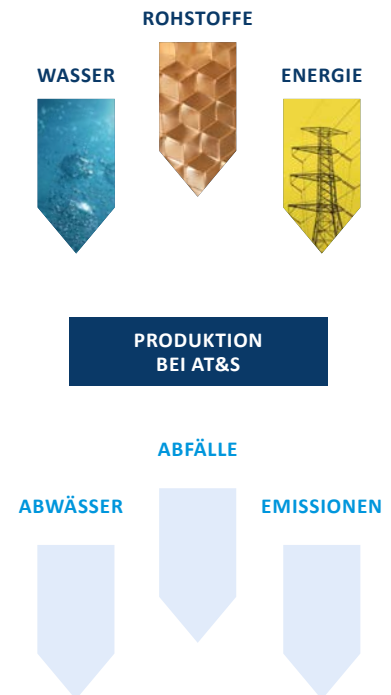 ROHSTOFFE
WASSER
ENERGIE
PRODUKTION
BEI AT&S
ABFÄLLE
ABWÄSSER
EMISSIONEN